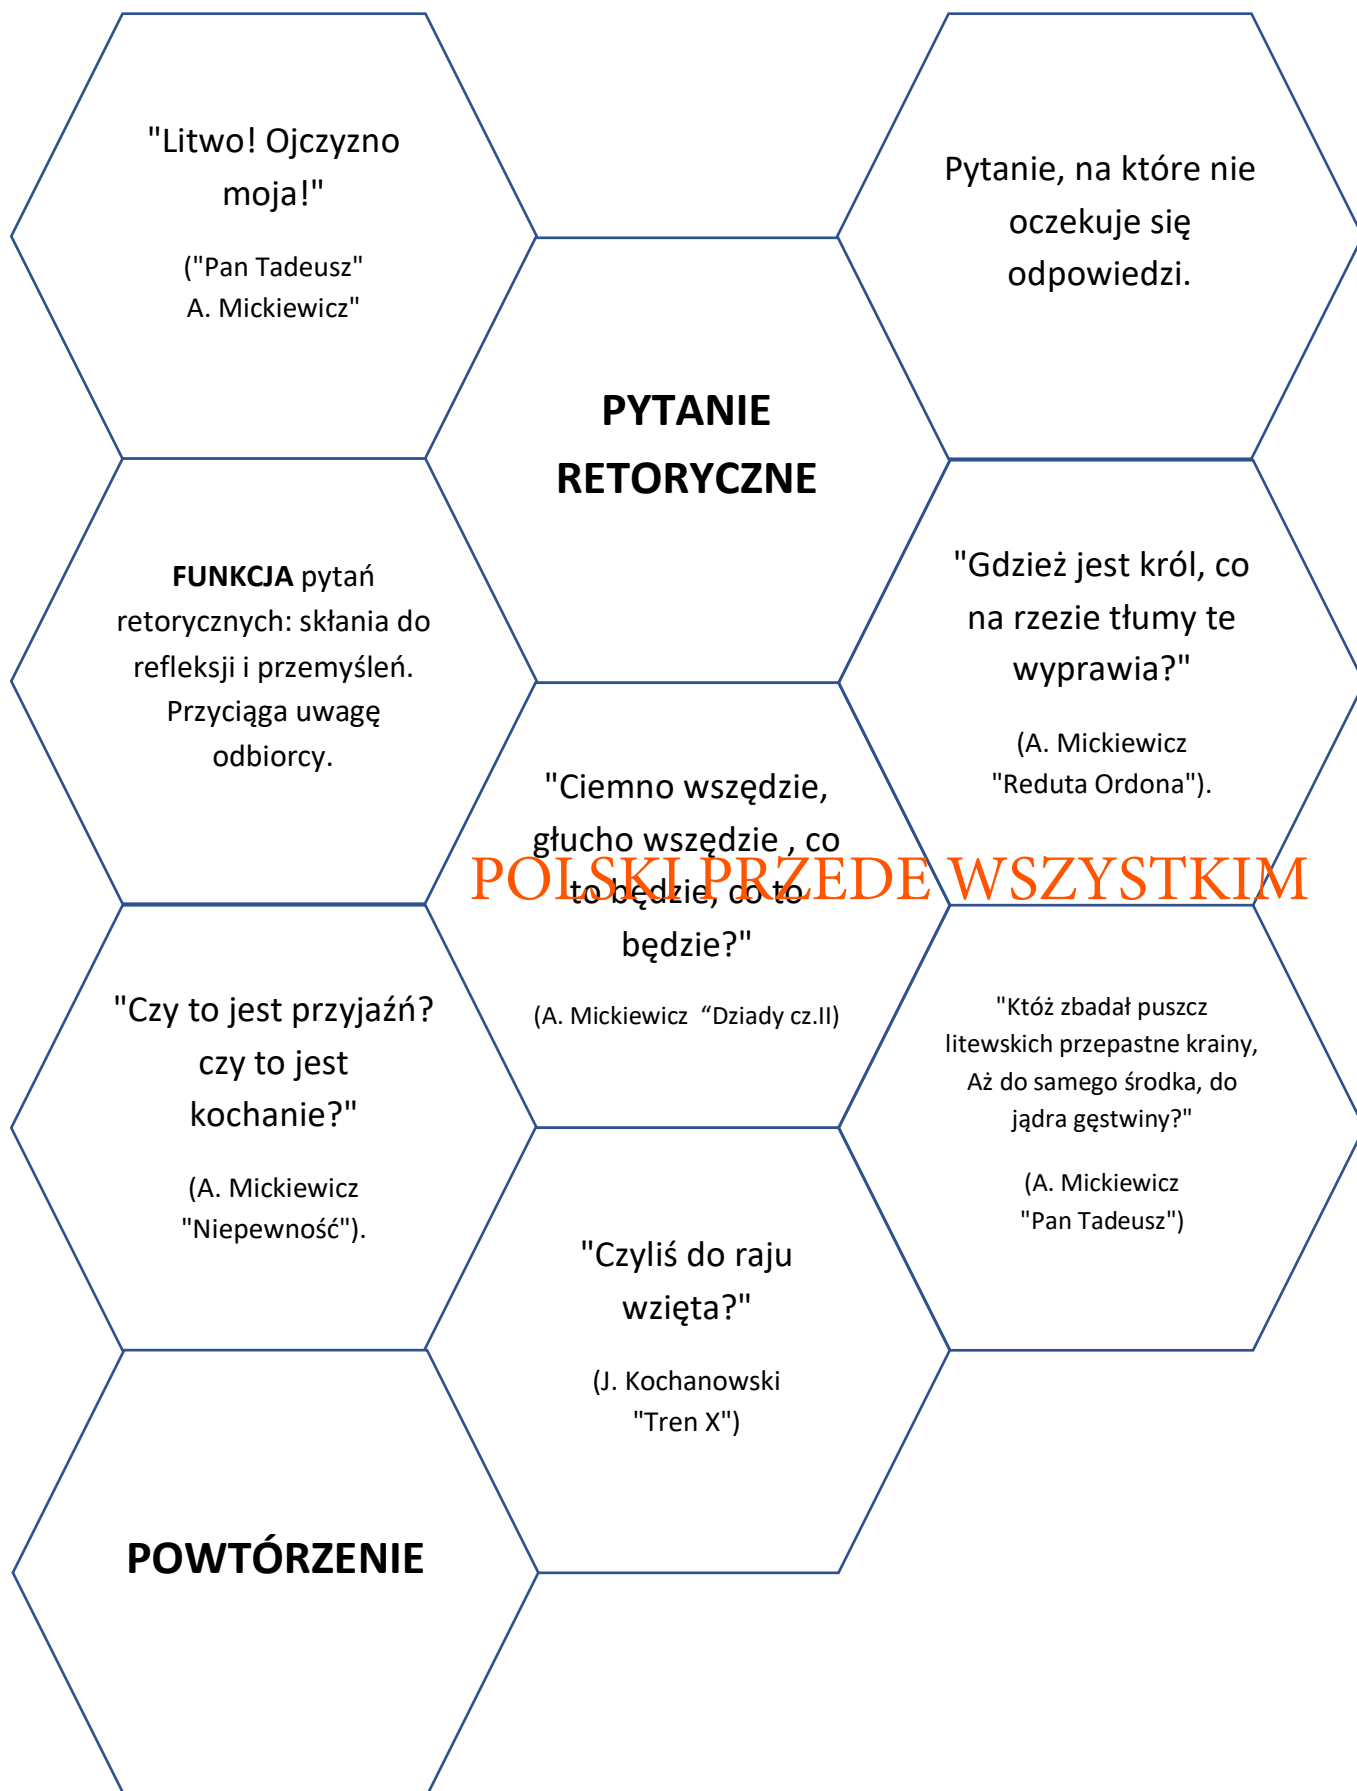 "Litwo! Ojczyzno
moja!"
("Pan Tadeusz"
A. Mickiewicz"
Pytanie, na które nie
oczekuje się
odpowiedzi.
PYTANIE
RETORYCZNE
FUNKCJA pytań
retorycznych: skłania do
refleksji i przemyśleń.
Przyciąga uwagę
odbiorcy.
"Gdzież jest król, co
na rzezie tłumy te
wyprawia?"
(A. Mickiewicz
"Reduta Ordona").
"Ciemno wszędzie,
głucho wszędzie , co
to będzie, co to
będzie?"
(A. Mickiewicz “Dziady cz.II)
POLSKI PRZEDE WSZYSTKIM
"Czy to jest przyjaźń?
czy to jest
kochanie?"
(A. Mickiewicz
"Niepewność").
"Któż zbadał puszcz
litewskich przepastne krainy,
Aż do samego środka, do
jądra gęstwiny?"
(A. Mickiewicz
"Pan Tadeusz")
"Czyliś do raju
wzięta?"
(J. Kochanowski
"Tren X")
POWTÓRZENIE